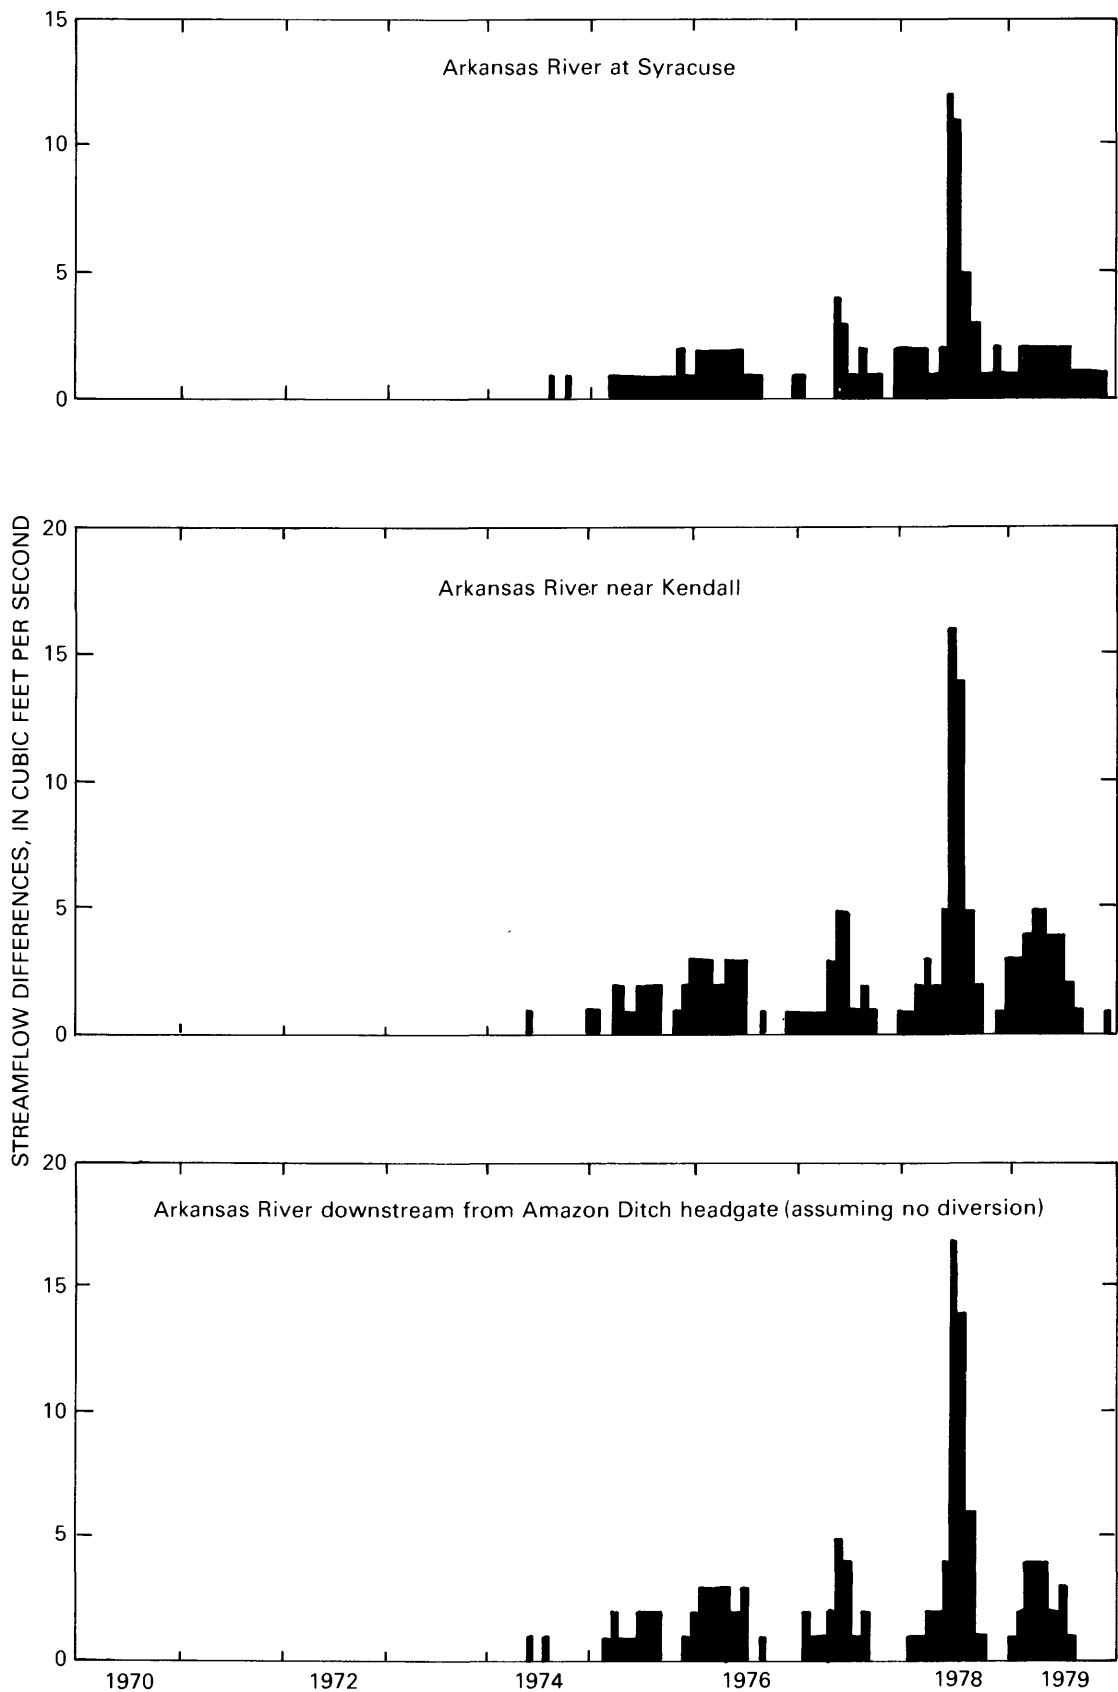 15
Arkansas River at Syracuse
10
5
0
STREAMFLOW DIFFERENCES, IN CUBIC FEET PER SECOND
20
Arkansas River near Kendall
15
10
5
0
20
Arkansas River downstream from Amazon Ditch headgate (assuming no diversion)
15
10
5
0
1970 1972 1974 1976 1978 1979